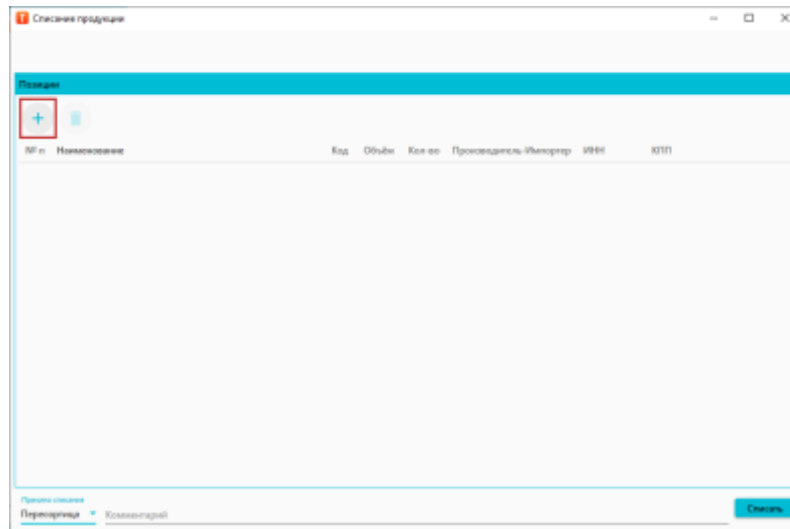 Т Списание продукции
Позиции
№ п Наименование Код Объём Кол-во Производитель-Импортер ИНН КПП
Причина списания
Пересортица Комментарий Списать